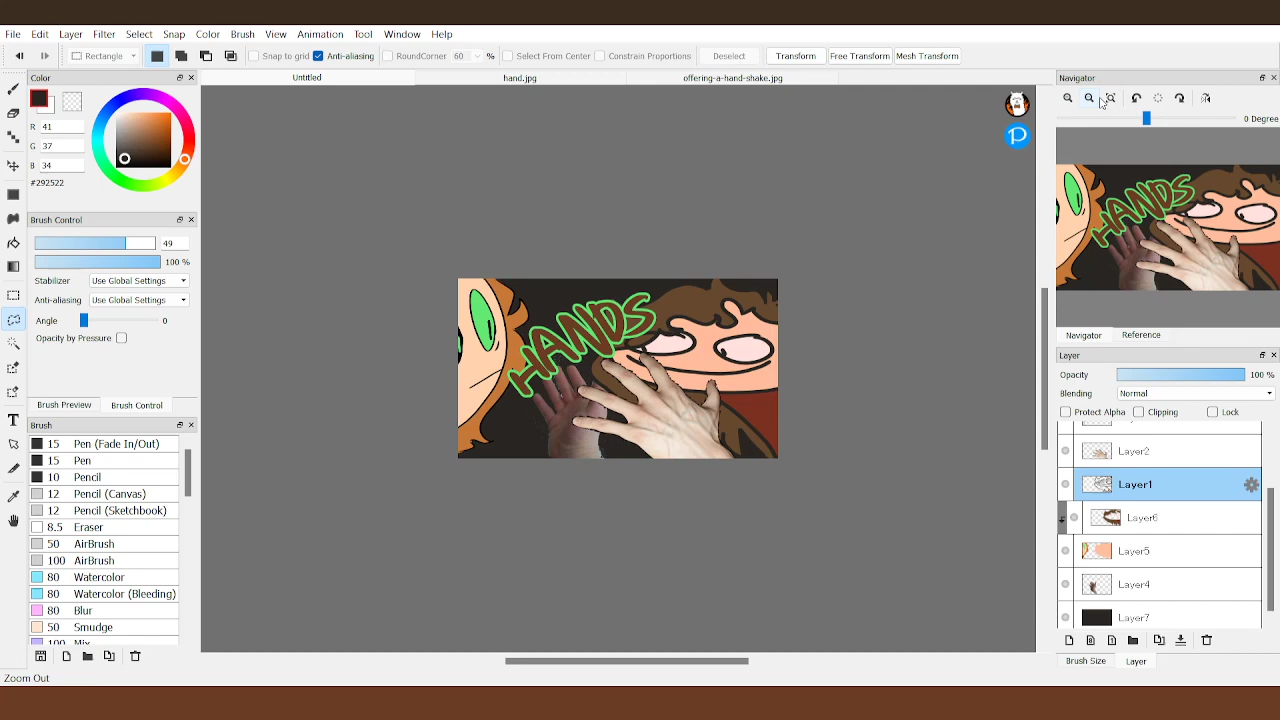 File Edit Layer Filter Select Snap Color Brush View Animation Tool Window Help
Rectangle Snap to grid Anti-aliasing RoundCorner 60 % Select From Center Constrain Proportions Deselect Transform Free Transform Mesh Transform
Color Untitled hand.jpg offering-a-hand-shake.jpg Navigator
R 41
G 37
B 34
#292522
0 Degree
Brush Control
49
100 %
Stabilizer Use Global Settings
Anti-aliasing Use Global Settings
Angle 0
Opacity by Pressure
Brush Preview Brush Control
HANDS
HANDS
Navigator Reference
Layer
Opacity 100 %
Blending Normal
Protect Alpha Clipping Lock
Layer2
Layer1
Layer6
Layer5
Layer4
Layer7
Brush
15 Pen (Fade In/Out)
15 Pen
10 Pencil
12 Pencil (Canvas)
12 Pencil (Sketchbook)
8.5 Eraser
50 AirBrush
100 AirBrush
80 Watercolor
80 Watercolor (Bleeding)
80 Blur
50 Smudge
100 Mix
Brush Size Layer
Zoom Out